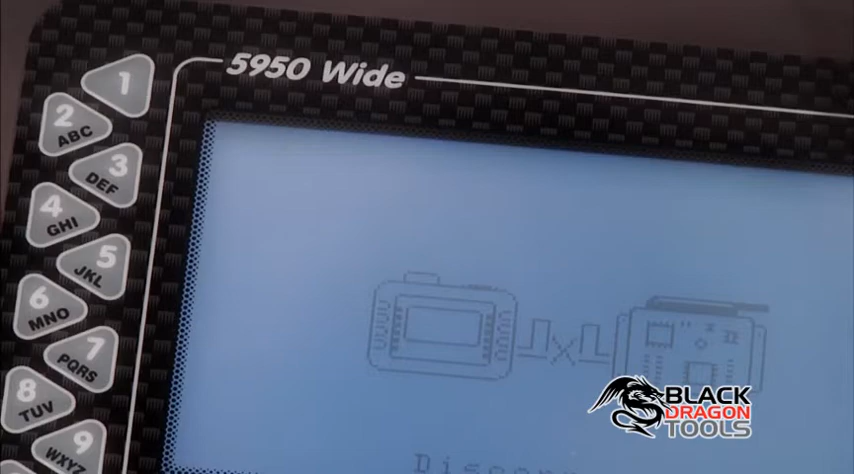 5950 Wide
1
2
ABC
3
DEF
4
GHI
5
JKL
6
MNO
7
PQRS
8
TUV
9
WXYZ
BLACK
DRAGON
TOOLS